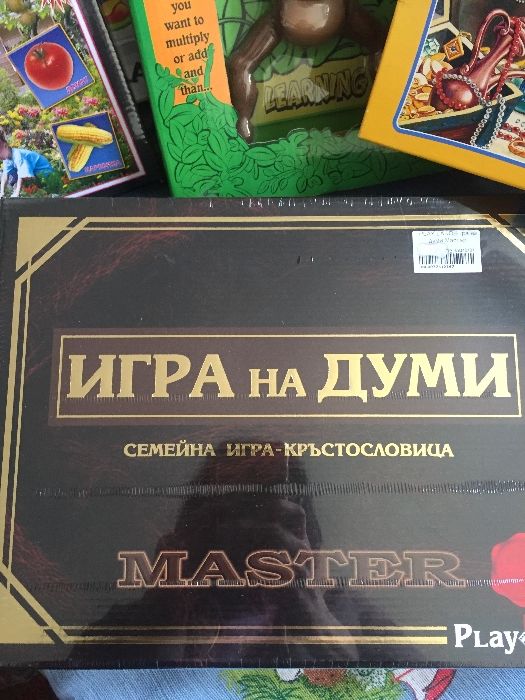 you
want to
multiply
or add
and
than...
LEARNING
ИГРА НА ДУМИ
СЕМЕЙНА ИГРА-КРЪСТОСЛОВИЦА
MASTER
PLAY